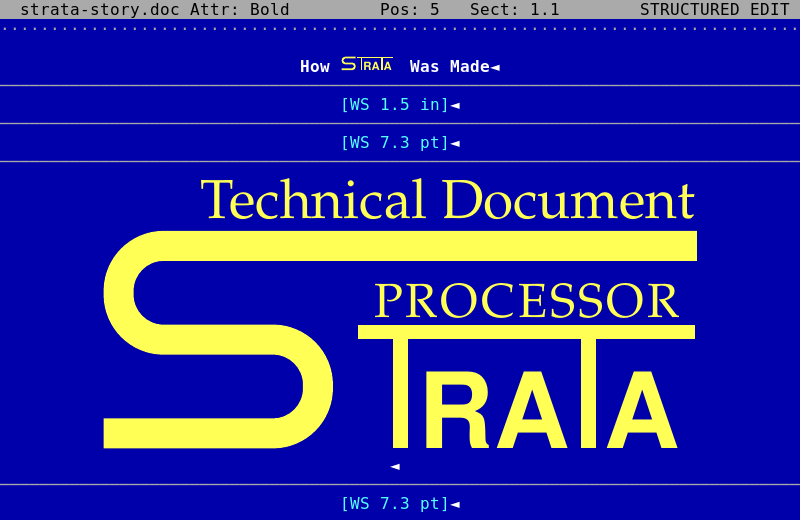 strata-story.doc Attr: Bold Pos: 5 Sect: 1.1 STRUCTURED EDIT
How STRATA Was Made◄
[WS 1.5 in]◄
[WS 7.3 pt]◄
Technical Document
PROCESSOR
STRATA
◄
[WS 7.3 pt]◄